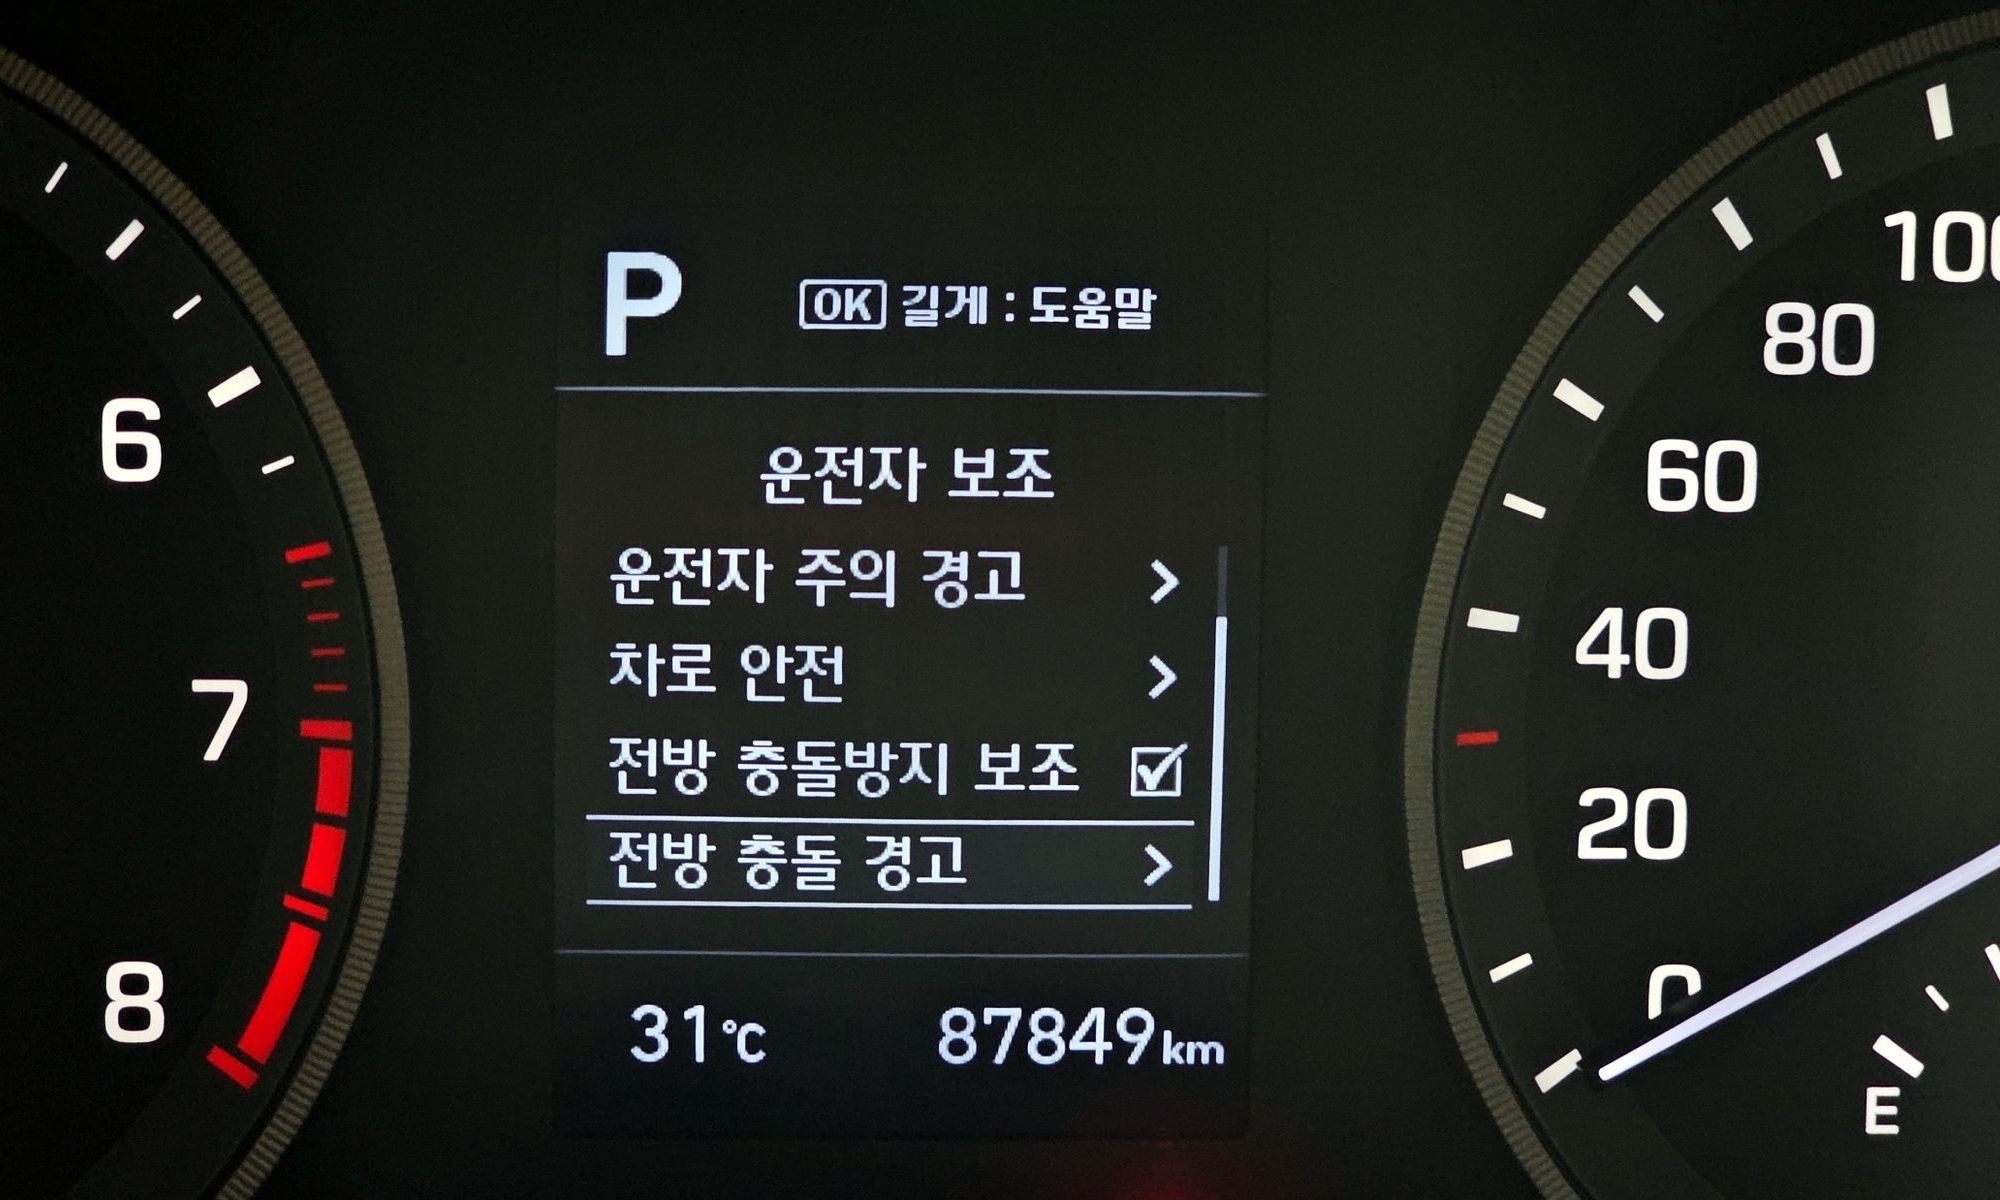 P
OK 길게 : 도움말
운전자 보조
운전자 주의 경고 >
차로 안전 >
전방 충돌방지 보조 ☑
전방 충돌 경고 >
31℃ 87849km
6
7
8
100
80
60
40
20
0
E